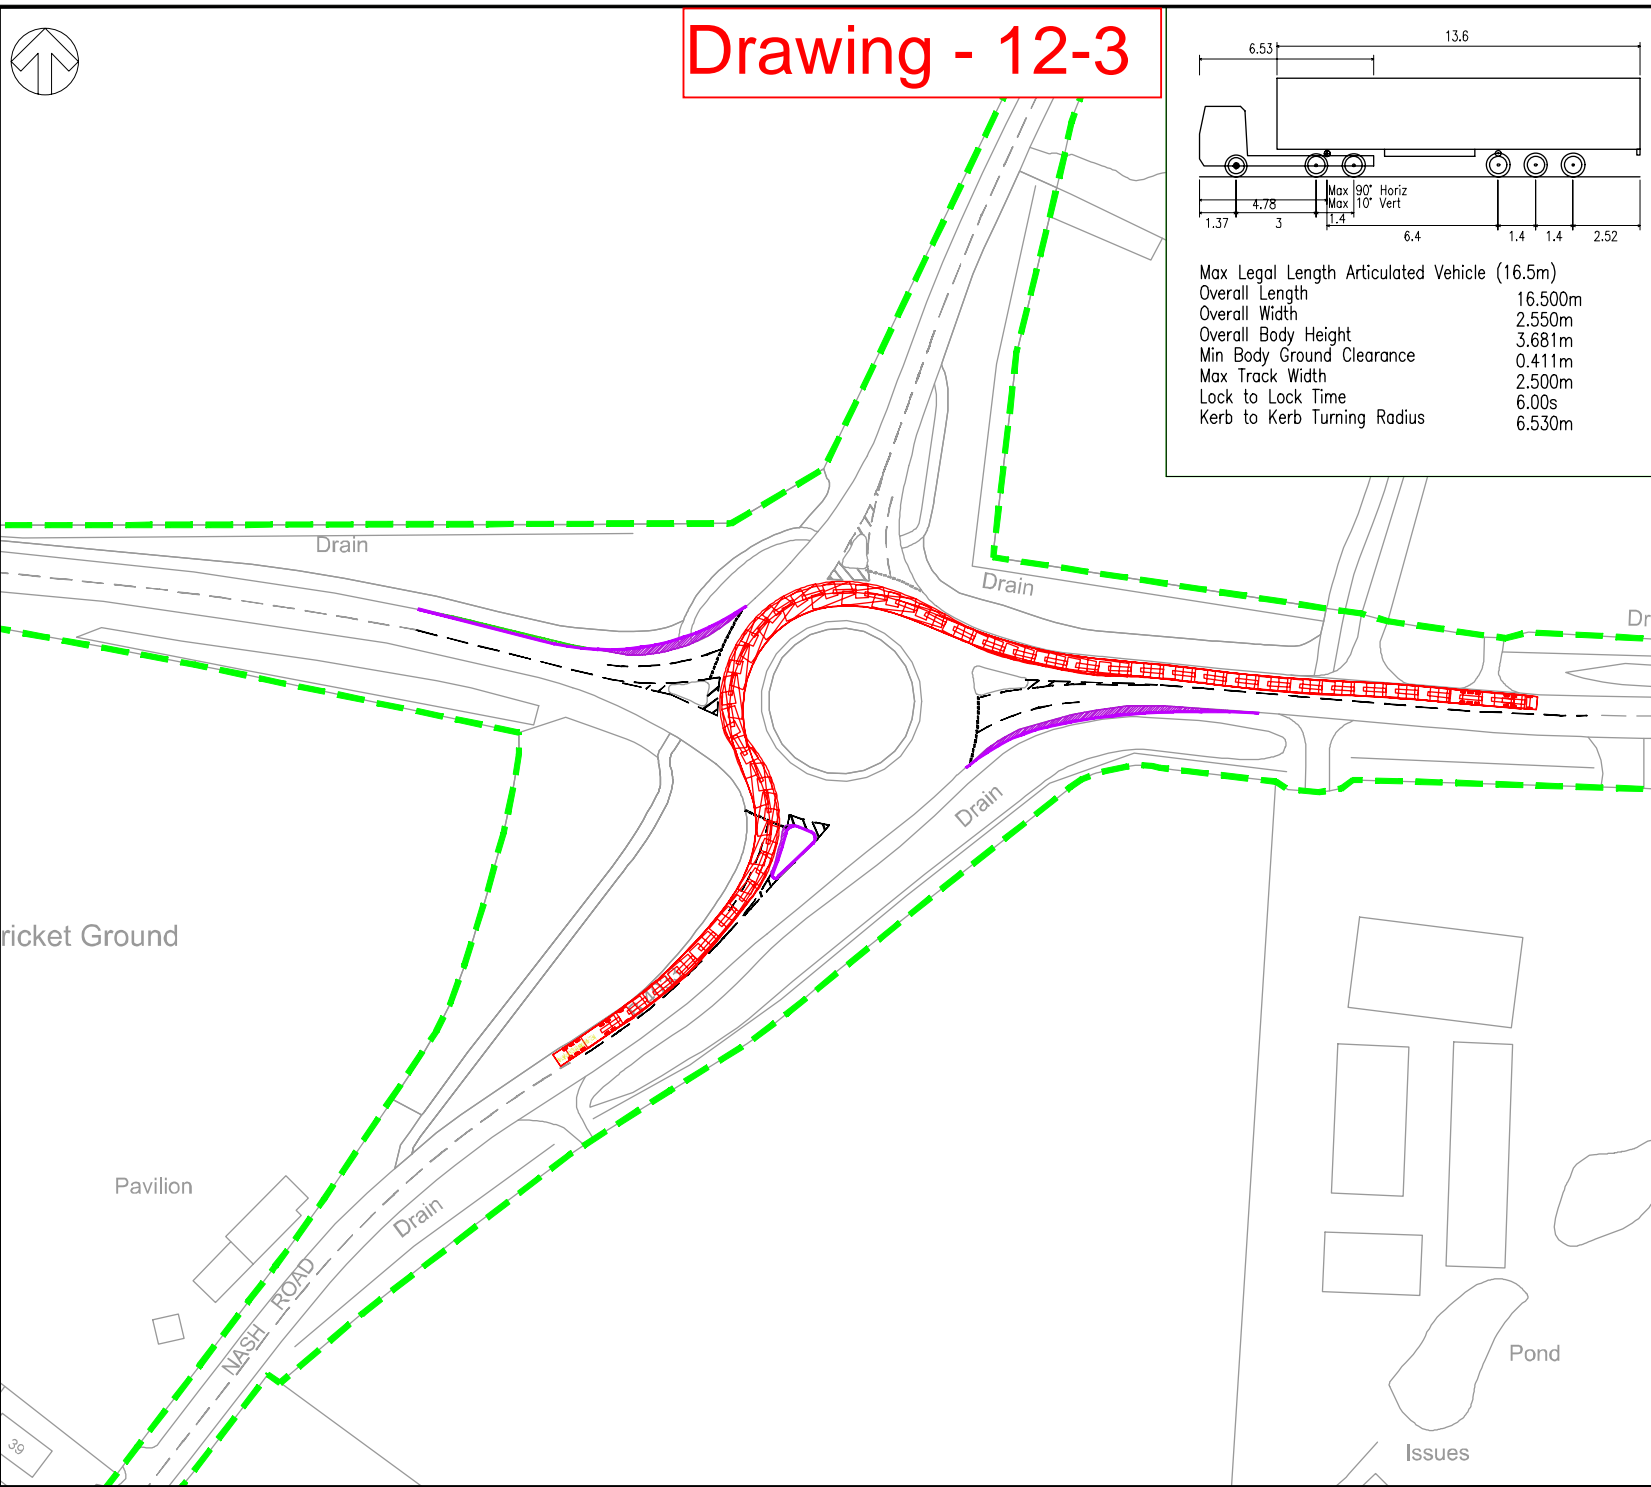 Drawing - 12-3
13.6
6.53
Max 90° Horiz
Max 10° Vert
4.78
1.4
1.37
3
6.4
1.4
1.4
2.52
Max Legal Length Articulated Vehicle (16.5m)
Overall Length 16.500m
Overall Width 2.550m
Overall Body Height 3.681m
Min Body Ground Clearance 0.411m
Max Track Width 2.500m
Lock to Lock Time 6.00s
Kerb to Kerb Turning Radius 6.530m
Drain
Drain
Dr
Drain
ricket Ground
Pavilion
Drain
NASH ROAD
39
Pond
Issues